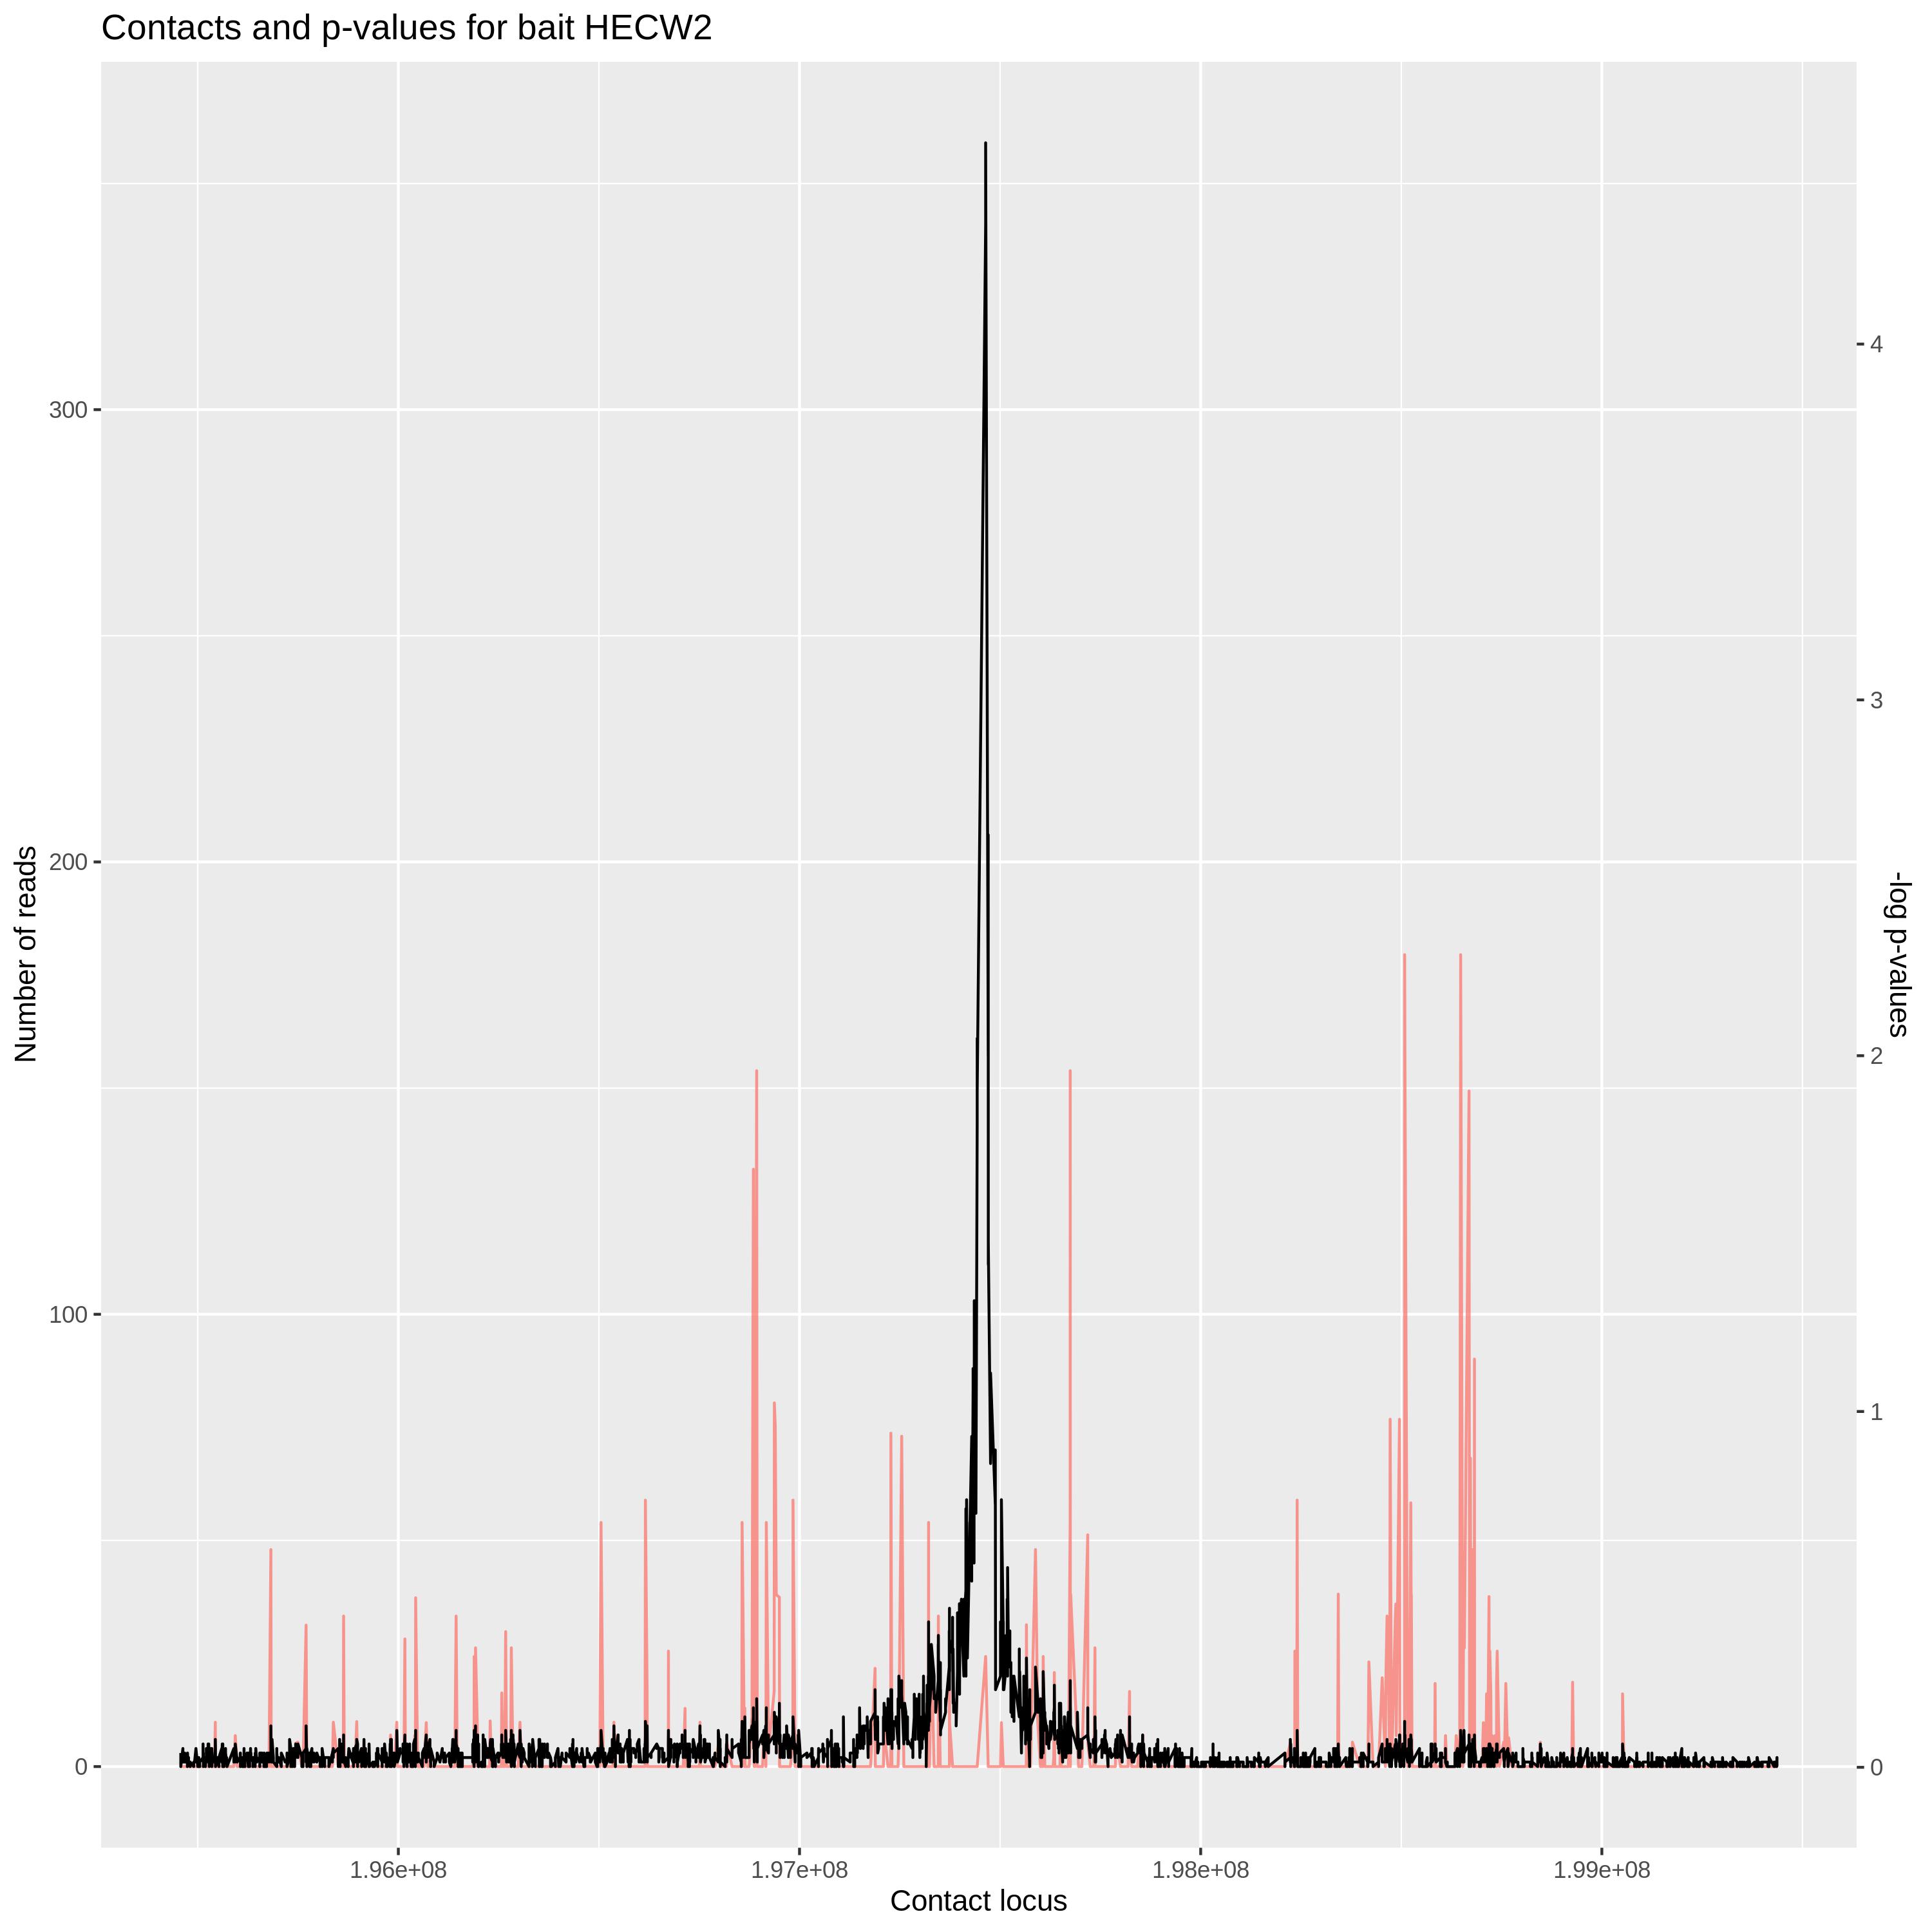 Contacts and p-values for bait HECW2
300
200
100
0
Number of reads
4
3
2
1
0
-log p-values
1.96e+08 1.97e+08 1.98e+08 1.99e+08
Contact locus